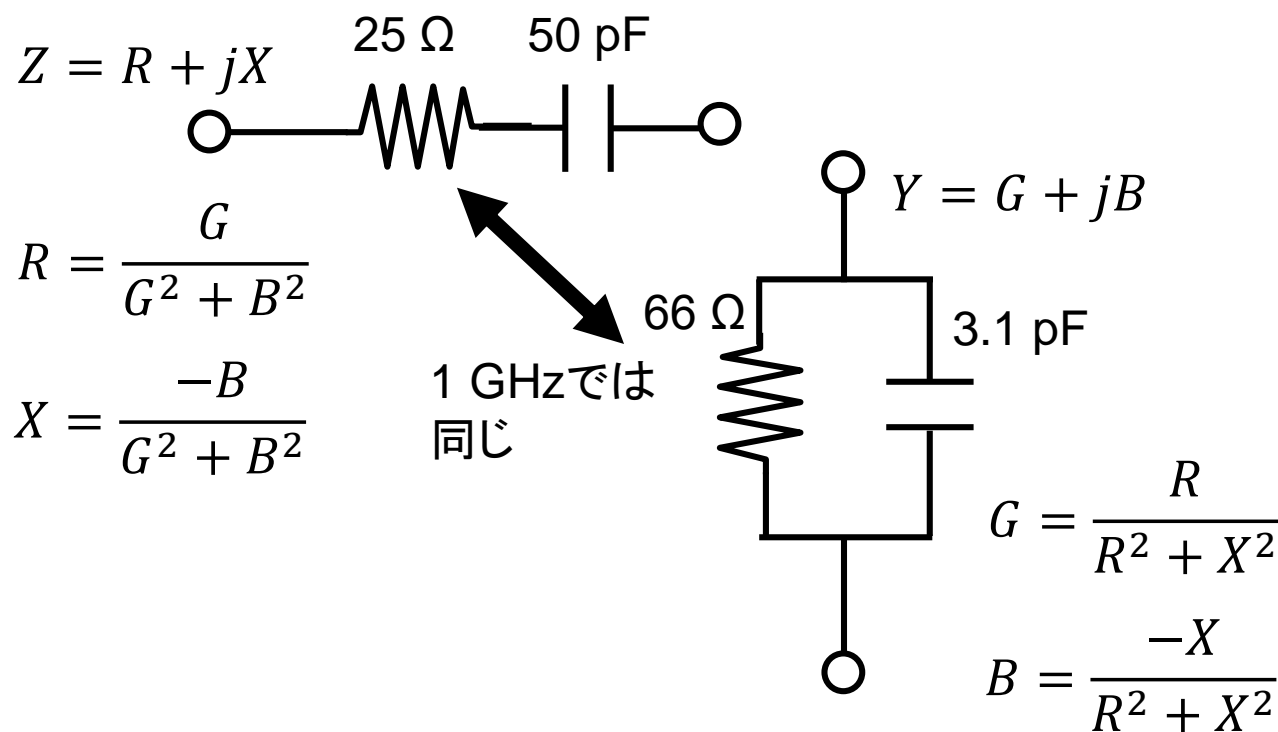 25 Ω
50 pF
Z = R + jX
Y = G + jB
R = G / (G² + B²)
66 Ω
3.1 pF
X = −B / (G² + B²)
1 GHzでは
同じ
G = R / (R² + X²)
B = −X / (R² + X²)